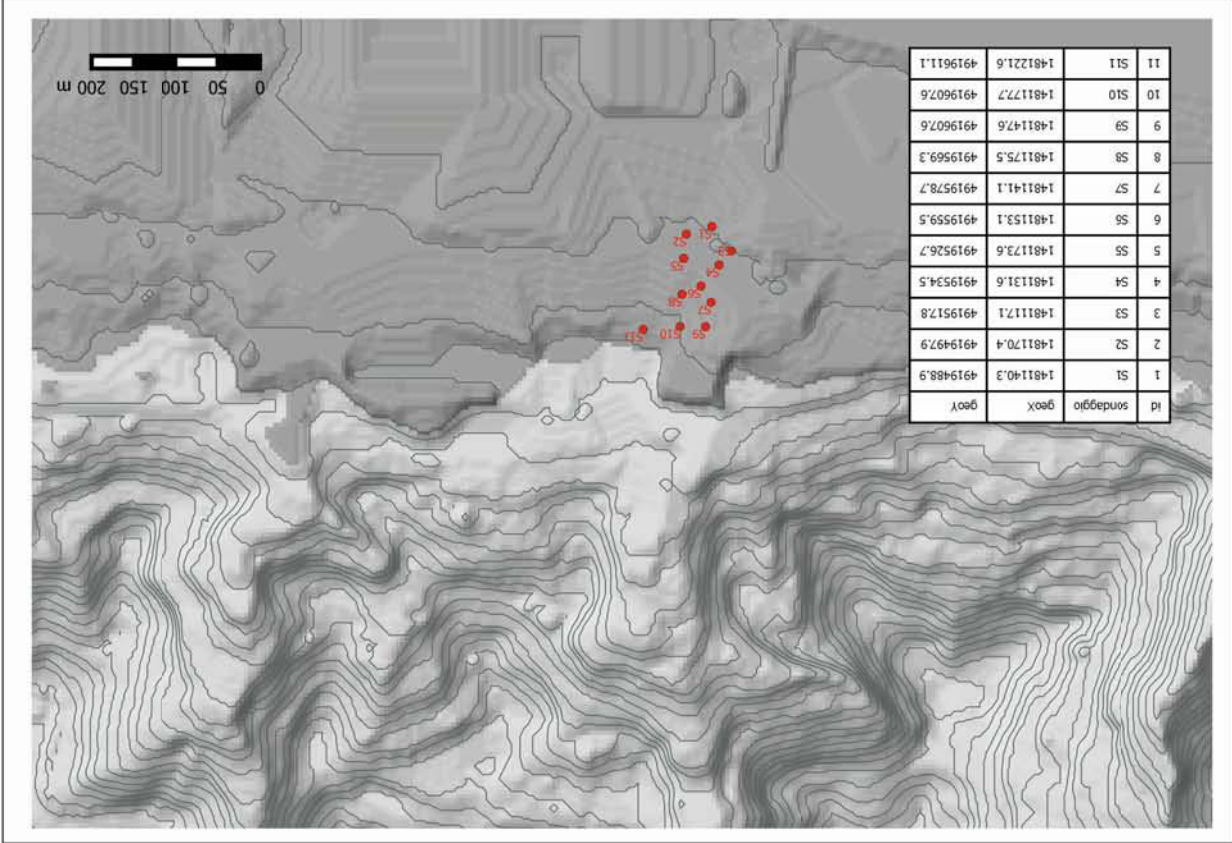 S9 S10 S11
S7
S8
S6
S4
S5
S3
S2
S1
id sondaggio geoX geoY
1 S1 1481140.3 4919488.9
2 S2 1481170.4 4919497.9
3 S3 1481117.1 4919517.8
4 S4 1481131.6 4919534.5
5 S5 1481173.6 4919526.7
6 S6 1481153.1 4919559.5
7 S7 1481141.1 4919578.7
8 S8 1481175.5 4919569.3
9 S9 1481147.6 4919607.6
10 S10 1481177.7 4919607.6
11 S11 1481221.6 4919611.1
0 50 100 150 200 m